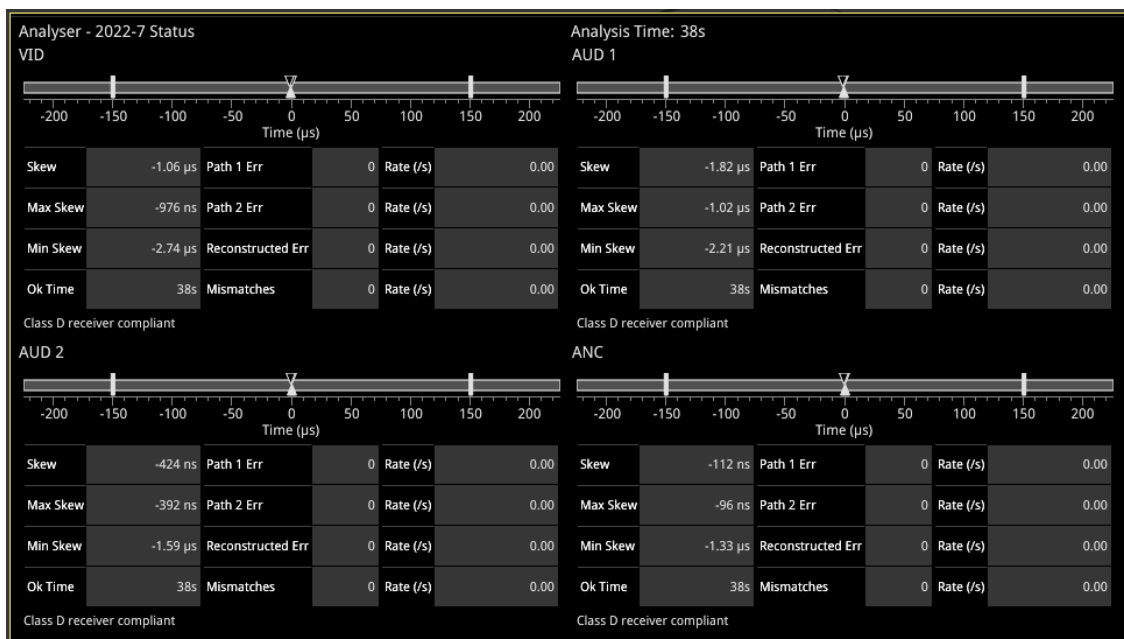 Analyser - 2022-7 Status
Analysis Time: 38s
VID
-200 -150 -100 -50 0 50 100 150 200
Time (µs)
Skew -1.06 µs Path 1 Err 0 Rate (/s) 0.00
Max Skew -976 ns Path 2 Err 0 Rate (/s) 0.00
Min Skew -2.74 µs Reconstructed Err 0 Rate (/s) 0.00
Ok Time 38s Mismatches 0 Rate (/s) 0.00
Class D receiver compliant
AUD 1
-200 -150 -100 -50 0 50 100 150 200
Time (µs)
Skew -1.82 µs Path 1 Err 0 Rate (/s) 0.00
Max Skew -1.02 µs Path 2 Err 0 Rate (/s) 0.00
Min Skew -2.21 µs Reconstructed Err 0 Rate (/s) 0.00
Ok Time 38s Mismatches 0 Rate (/s) 0.00
Class D receiver compliant
AUD 2
-200 -150 -100 -50 0 50 100 150 200
Time (µs)
Skew -424 ns Path 1 Err 0 Rate (/s) 0.00
Max Skew -392 ns Path 2 Err 0 Rate (/s) 0.00
Min Skew -1.59 µs Reconstructed Err 0 Rate (/s) 0.00
Ok Time 38s Mismatches 0 Rate (/s) 0.00
Class D receiver compliant
ANC
-200 -150 -100 -50 0 50 100 150 200
Time (µs)
Skew -112 ns Path 1 Err 0 Rate (/s) 0.00
Max Skew -96 ns Path 2 Err 0 Rate (/s) 0.00
Min Skew -1.33 µs Reconstructed Err 0 Rate (/s) 0.00
Ok Time 38s Mismatches 0 Rate (/s) 0.00
Class D receiver compliant